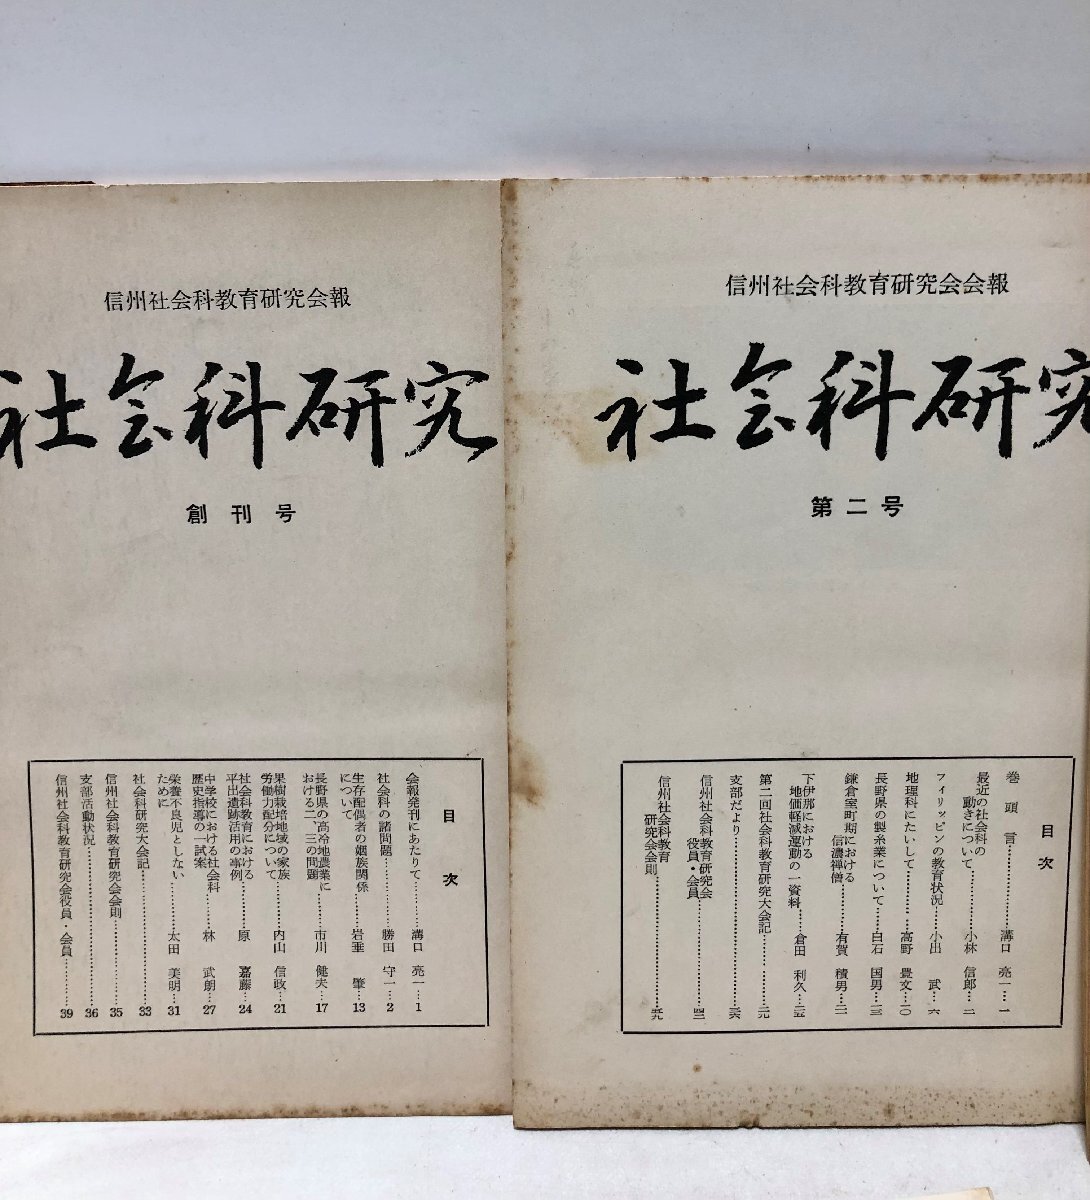 信州社会科教育研究会報
社会科研究
創刊号
目次
会報発刊にあたりて…………溝口 亮一…1
社会科の諸問題…………勝田 守一…2
生存配偶者の姻族関係
について…………岩垂 肇…13
長野県の高冷地農業に
おける二、三の問題…………市川 健夫…17
果樹栽培地域の家族
労働力配分について…………内山 信政…21
社会科教育における
平出遺跡活用の事例…………原 嘉藤…24
中学校における社会科
歴史指導の一試案…………林 武朗…27
栄養不良児としない
ために…………太田 美明…31
社会科研究大会記…………33
信州社会科教育研究会会則…………35
支部活動状況…………36
信州社会科教育研究会役員・会員…………39
信州社会科教育研究会会報
社会科研究
第二号
目次
巻頭言…………溝口 亮一…一
最近の社会科の
動きについて…………小林 信郎…二
フィリッピンの教育状況…………小出 武…六
地理科にたいして…………高野 豊文…一〇
長野県の製糸業について…………白石 国男…一三
鎌倉室町期における
信濃禅僧…………有賀 積男…二一
下伊那における
地価軽減運動の一資料…………倉田 利久…二五
第二回社会科教育研究大会記…………二九
支部だより…………三六
信州社会科教育研究会
役員・会員…………四二
信州社会科教育
研究会会則…………五九